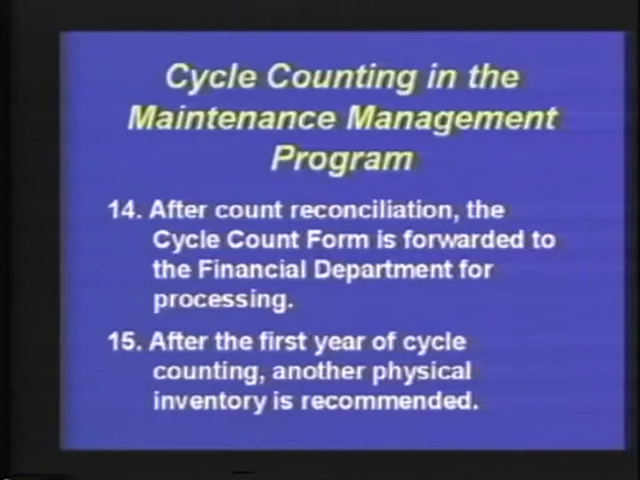 Cycle Counting in the
Maintenance Management
Program
14. After count reconciliation, the
Cycle Count Form is forwarded to
the Financial Department for
processing.
15. After the first year of cycle
counting, another physical
inventory is recommended.